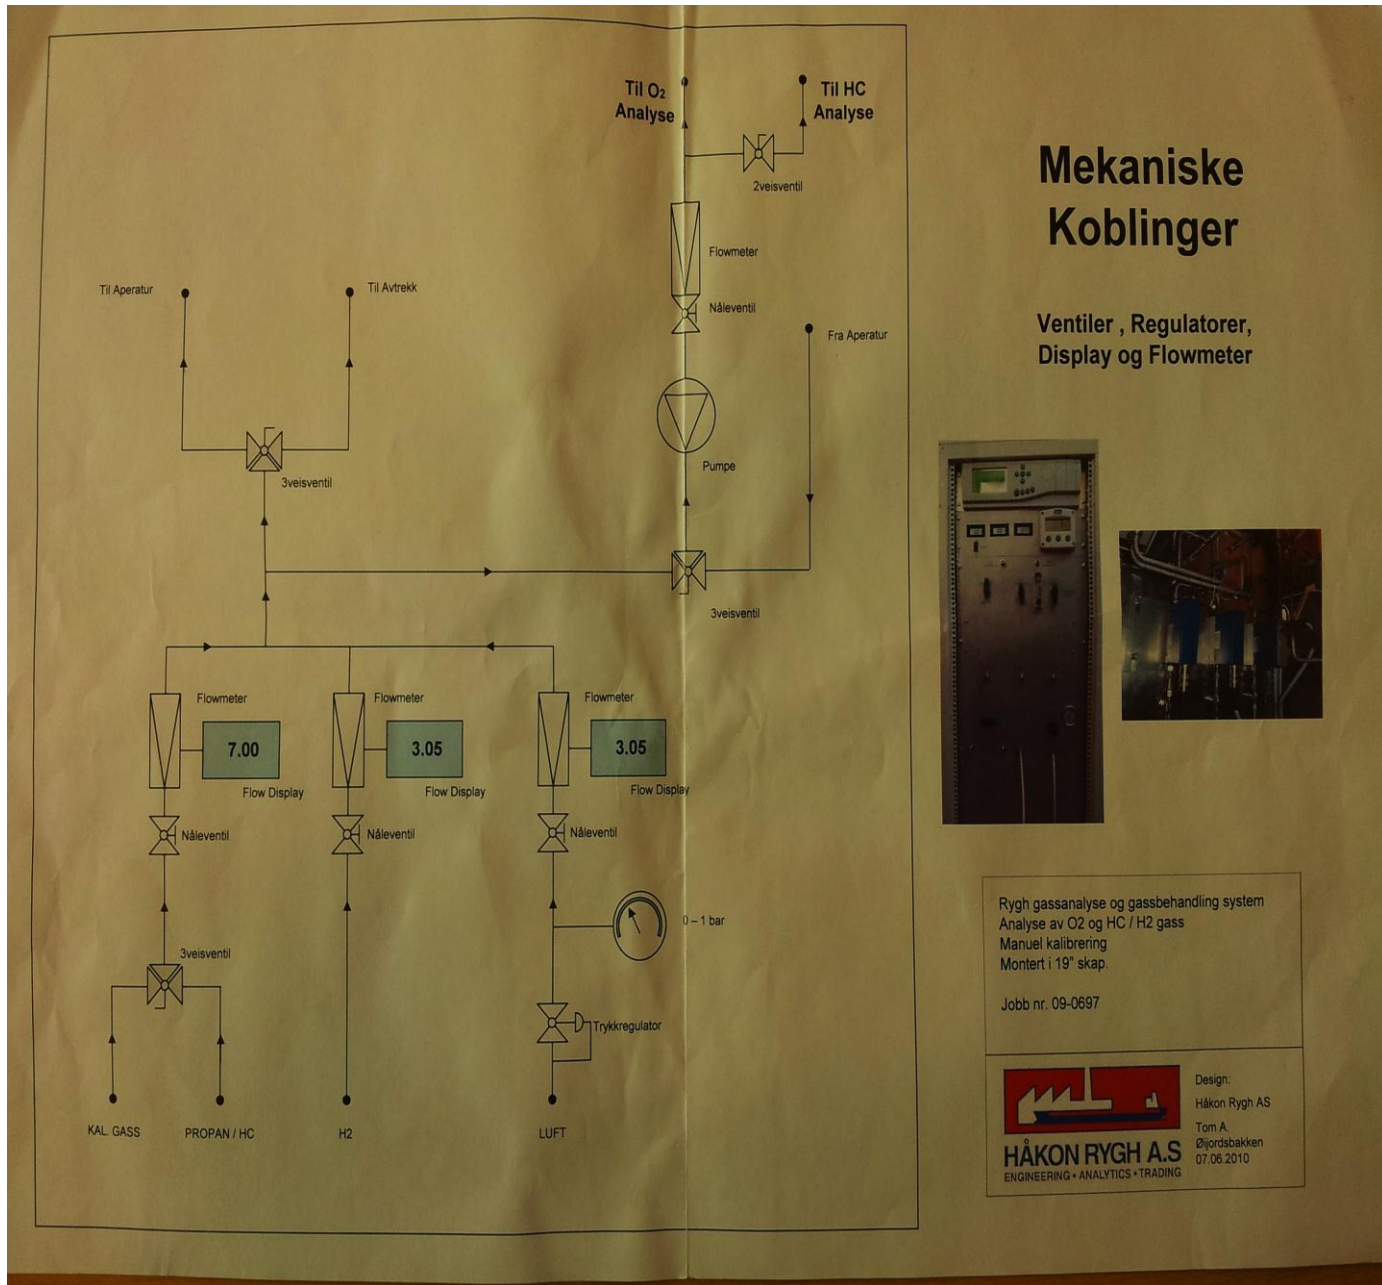 Til O2
Analyse
Til HC
Analyse
2veisventil
Flowmeter
Nåleventil
Til Aperatur
Til Avtrekk
Fra Aperatur
Pumpe
3veisventil
3veisventil
Flowmeter
7.00
Flow Display
Flowmeter
3.05
Flow Display
Flowmeter
3.05
Flow Display
Nåleventil
Nåleventil
Nåleventil
0 – 1 bar
3veisventil
Trykkregulator
KAL. GASS
PROPAN / HC
H2
LUFT
Mekaniske
Koblinger
Ventiler , Regulatorer,
Display og Flowmeter
Rygh gassanalyse og gassbehandling system
Analyse av O2 og HC / H2 gass
Manuel kalibrering
Montert i 19" skap.
Jobb nr. 09-0697
HÅKON RYGH A.S
ENGINEERING • ANALYTICS • TRADING
Design:
Håkon Rygh AS
Tom A.
Øijordsbakken
07.06.2010